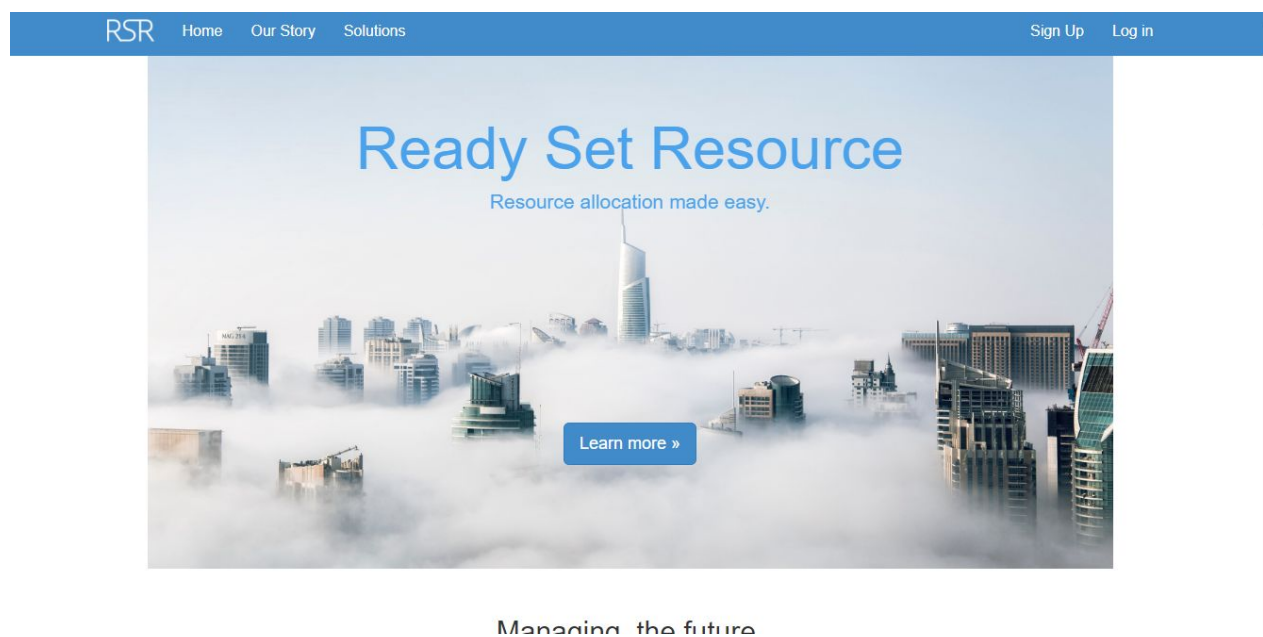 RSR Home Our Story Solutions Sign Up Log in
Ready Set Resource
Resource allocation made easy.
Learn more »
Managing the future